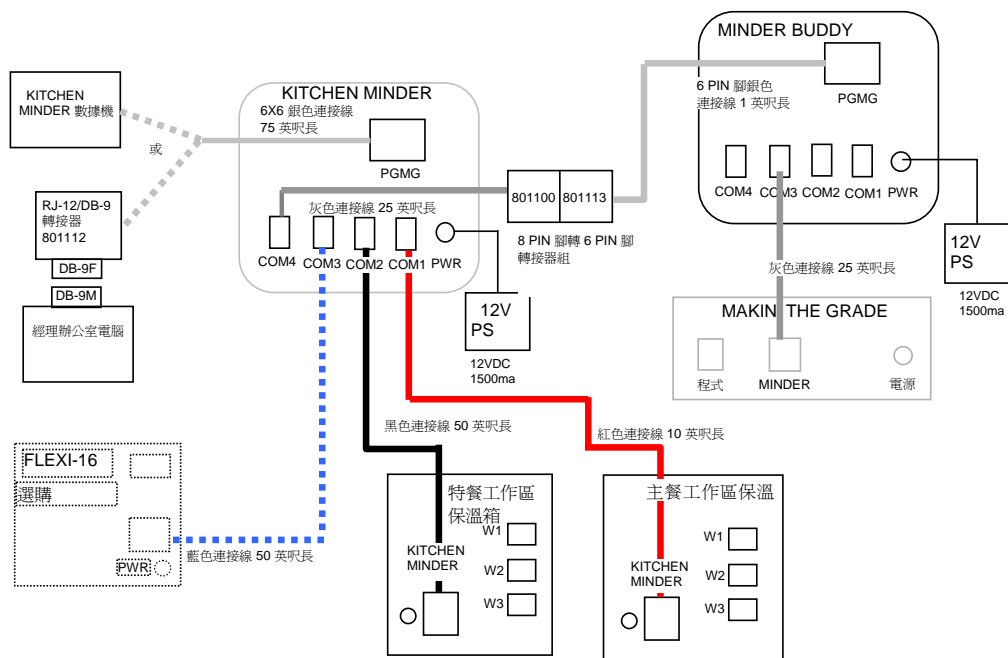 MINDER BUDDY
PGMG
6 PIN 腳銀色
連接線 1 英呎長
COM4
COM3
COM2
COM1
PWR
12V
PS
12VDC
1500ma
KITCHEN
MINDER 數據機
或
RJ-12/DB-9
轉接器
801112
DB-9F
DB-9M
經理辦公室電腦
KITCHEN MINDER
6X6 銀色連接線
75 英呎長
PGMG
灰色連接線 25 英呎長
COM4
COM3
COM2
COM1
PWR
801100
801113
8 PIN 腳轉 6 PIN 腳
轉接器組
12V
PS
12VDC
1500ma
灰色連接線 25 英呎長
MAKIN THE GRADE
程式
MINDER
電源
黑色連接線 50 英呎長
紅色連接線 10 英呎長
FLEXI-16
選購
PWR
藍色連接線 50 英呎長
特餐工作區
保溫箱
W1
W2
W3
KITCHEN
MINDER
主餐工作區保溫
W1
W2
W3
KITCHEN
MINDER